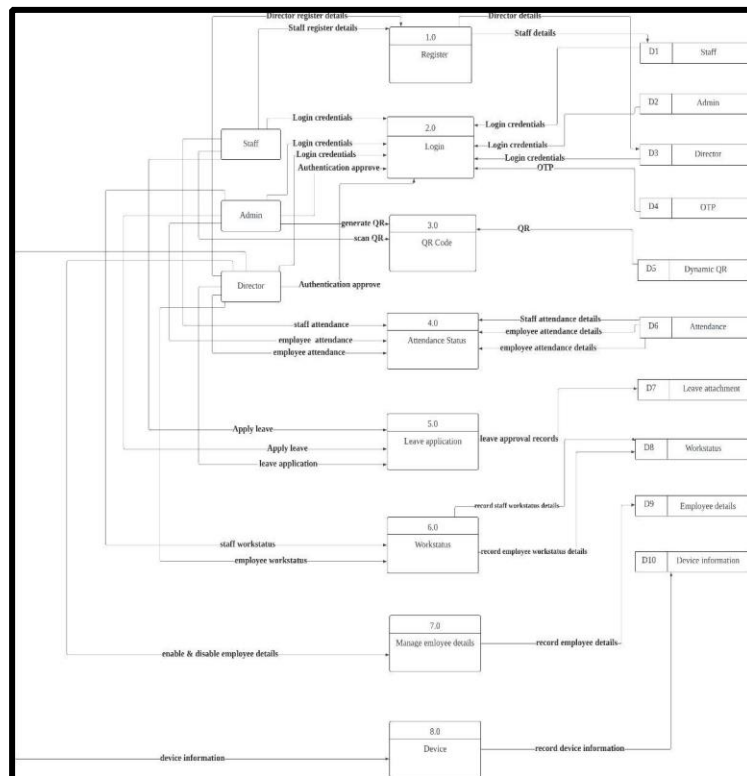 Director register details
Director details
Staff register details
Staff details
1.0
Register
D1 Staff
D2 Admin
Login credentials
Login credentials
2.0
Login
Staff
Login credentials
Login credentials
Login credentials
Login credentials
D3 Director
Authentication approve
OTP
D4 OTP
Admin
generate QR
3.0
QR
scan QR
QR Code
D5 Dynamic QR
Director
Authentication approve
staff attendance
4.0
Staff attendance details
D6 Attendance
employee attendance
Attendance Status
employee attendance details
employee attendance
employee attendance details
D7 Leave attachment
Apply leave
5.0
leave approval records
Leave application
Apply leave
D8 Workstatus
leave application
record staff workstatus details
D9 Employee details
6.0
staff workstatus
Workstatus
record employee workstatus details
employee workstatus
D10 Device information
7.0
Manage emloyee details
record employee details
enable & disable employee details
8.0
Device
record device information
device information